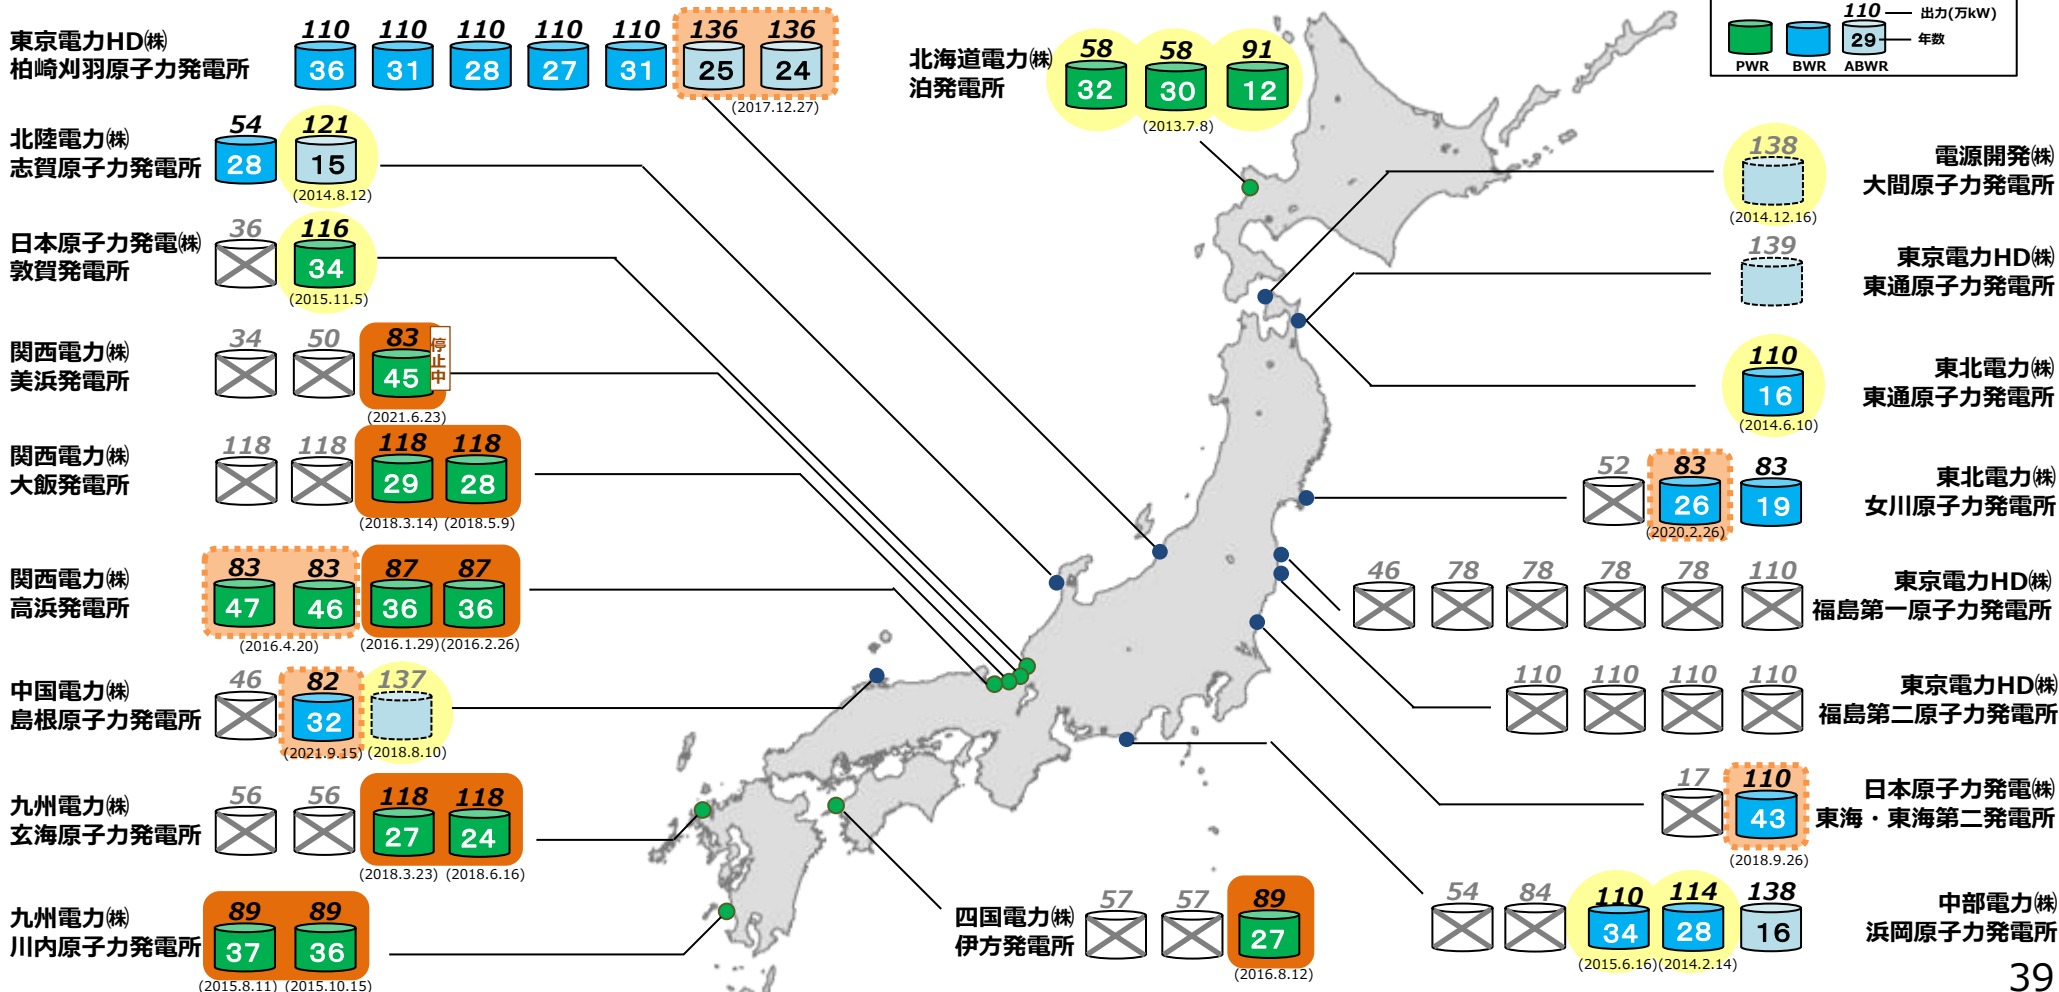 東京電力HD㈱
柏崎刈羽原子力発電所
110 110 110 110 110 136 136
36 31 28 27 31 25 24
(2017.12.27)
北陸電力㈱
志賀原子力発電所
54 121
28 15
(2014.8.12)
日本原子力発電㈱
敦賀発電所
36 116
34
(2015.11.5)
関西電力㈱
美浜発電所
34 50 83
45
停止中
(2021.6.23)
関西電力㈱
大飯発電所
118 118 118 118
29 28
(2018.3.14) (2018.5.9)
関西電力㈱
高浜発電所
83 83 87 87
47 46 36 36
(2016.4.20) (2016.1.29) (2016.2.26)
中国電力㈱
島根原子力発電所
46 82 137
32
(2021.9.15) (2018.8.10)
九州電力㈱
玄海原子力発電所
56 56 118 118
27 24
(2018.3.23) (2018.6.16)
九州電力㈱
川内原子力発電所
89 89
37 36
(2015.8.11) (2015.10.15)
北海道電力㈱
泊発電所
58 58 91
32 30 12
(2013.7.8)
110 出力(万kW)
29 年数
PWR BWR ABWR
138
電源開発㈱
大間原子力発電所
(2014.12.16)
139
東京電力HD㈱
東通原子力発電所
110
16
東北電力㈱
東通原子力発電所
(2014.6.10)
52 83 83
26 19
東北電力㈱
女川原子力発電所
(2020.2.26)
46 78 78 78 78 110
東京電力HD㈱
福島第一原子力発電所
110 110 110 110
東京電力HD㈱
福島第二原子力発電所
17 110
43
日本原子力発電㈱
東海・東海第二発電所
(2018.9.26)
54 84 110 114 138
34 28 16
中部電力㈱
浜岡原子力発電所
(2015.6.16) (2014.2.14)
四国電力㈱
伊方発電所
57 57 89
27
(2016.8.12)
39